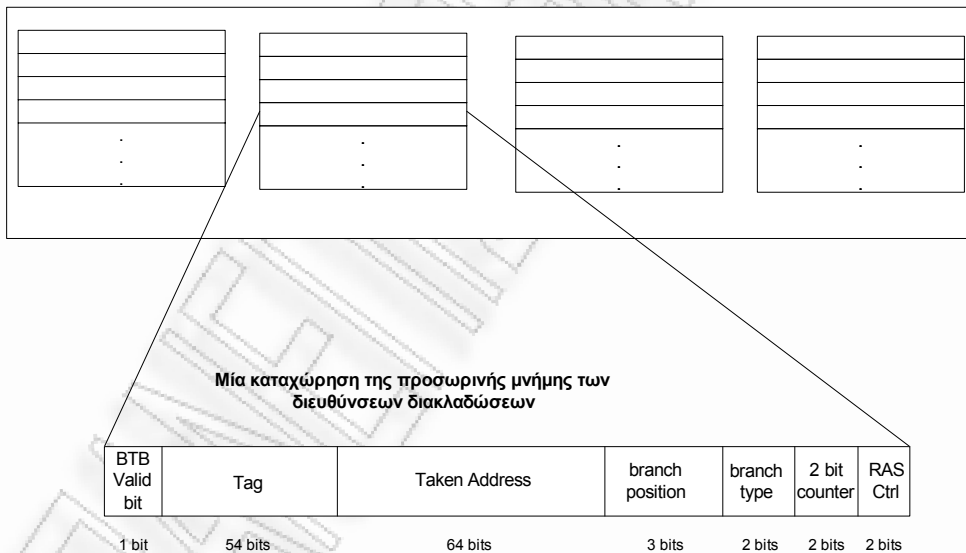 Μία καταχώρηση της προσωρινής μνήμης των
διευθύνσεων διακλαδώσεων
BTB Valid bit
Tag
Taken Address
branch position
branch type
2 bit counter
RAS Ctrl
1 bit
54 bits
64 bits
3 bits
2 bits
2 bits
2 bits